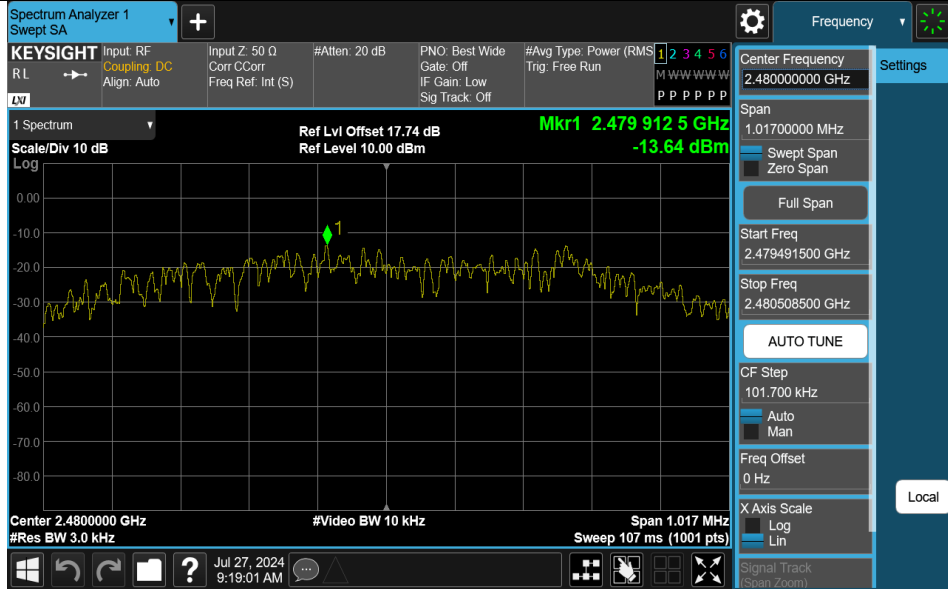 Spectrum Analyzer 1
Swept SA
+
Frequency
KEYSIGHT
R L
LXI
Input: RF
Coupling: DC
Align: Auto
Input Z: 50 Ω
Corr CCorr
Freq Ref: Int (S)
#Atten: 20 dB
PNO: Best Wide
Gate: Off
IF Gain: Low
Sig Track: Off
#Avg Type: Power (RMS
Trig: Free Run
1 2 3 4 5 6
M W W W W W
P P P P P P
1 Spectrum
Scale/Div 10 dB
Log
Ref Lvl Offset 17.74 dB
Ref Level 10.00 dBm
Mkr1 2.479 912 5 GHz
-13.64 dBm
1
0.00
-10.0
-20.0
-30.0
-40.0
-50.0
-60.0
-70.0
-80.0
Center 2.4800000 GHz
#Res BW 3.0 kHz
#Video BW 10 kHz
Span 1.017 MHz
Sweep 107 ms (1001 pts)
Center Frequency
2.480000000 GHz
Span
1.01700000 MHz
Swept Span
Zero Span
Full Span
Start Freq
2.479491500 GHz
Stop Freq
2.480508500 GHz
AUTO TUNE
CF Step
101.700 kHz
Auto
Man
Freq Offset
0 Hz
X Axis Scale
Log
Lin
Signal Track
(Span Zoom)
Settings
Local
?
Jul 27, 2024
9:19:01 AM